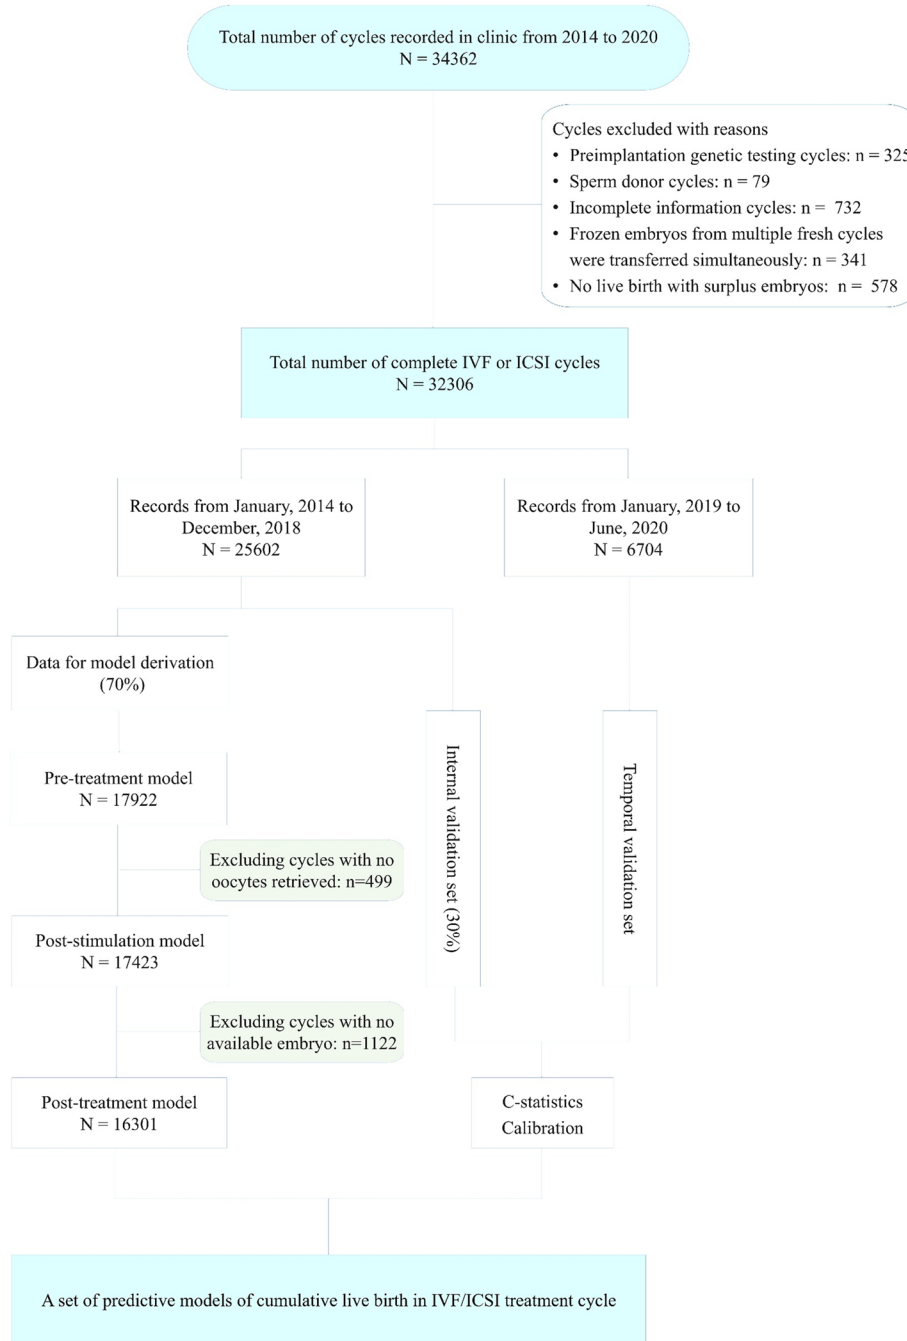 Total number of cycles recorded in clinic from 2014 to 2020
N = 34362
Cycles excluded with reasons
• Preimplantation genetic testing cycles: n = 325
• Sperm donor cycles: n = 79
• Incomplete information cycles: n = 732
• Frozen embryos from multiple fresh cycles
were transferred simultaneously: n = 341
• No live birth with surplus embryos: n = 578
Total number of complete IVF or ICSI cycles
N = 32306
Records from January, 2014 to
December, 2018
N = 25602
Records from January, 2019 to
June, 2020
N = 6704
Data for model derivation
(70%)
Pre-treatment model
N = 17922
Excluding cycles with no
oocytes retrieved: n=499
Post-stimulation model
N = 17423
Excluding cycles with no
available embryo: n=1122
Post-treatment model
N = 16301
Internal validation set (30%)
Temporal validation set
C-statistics
Calibration
A set of predictive models of cumulative live birth in IVF/ICSI treatment cycle